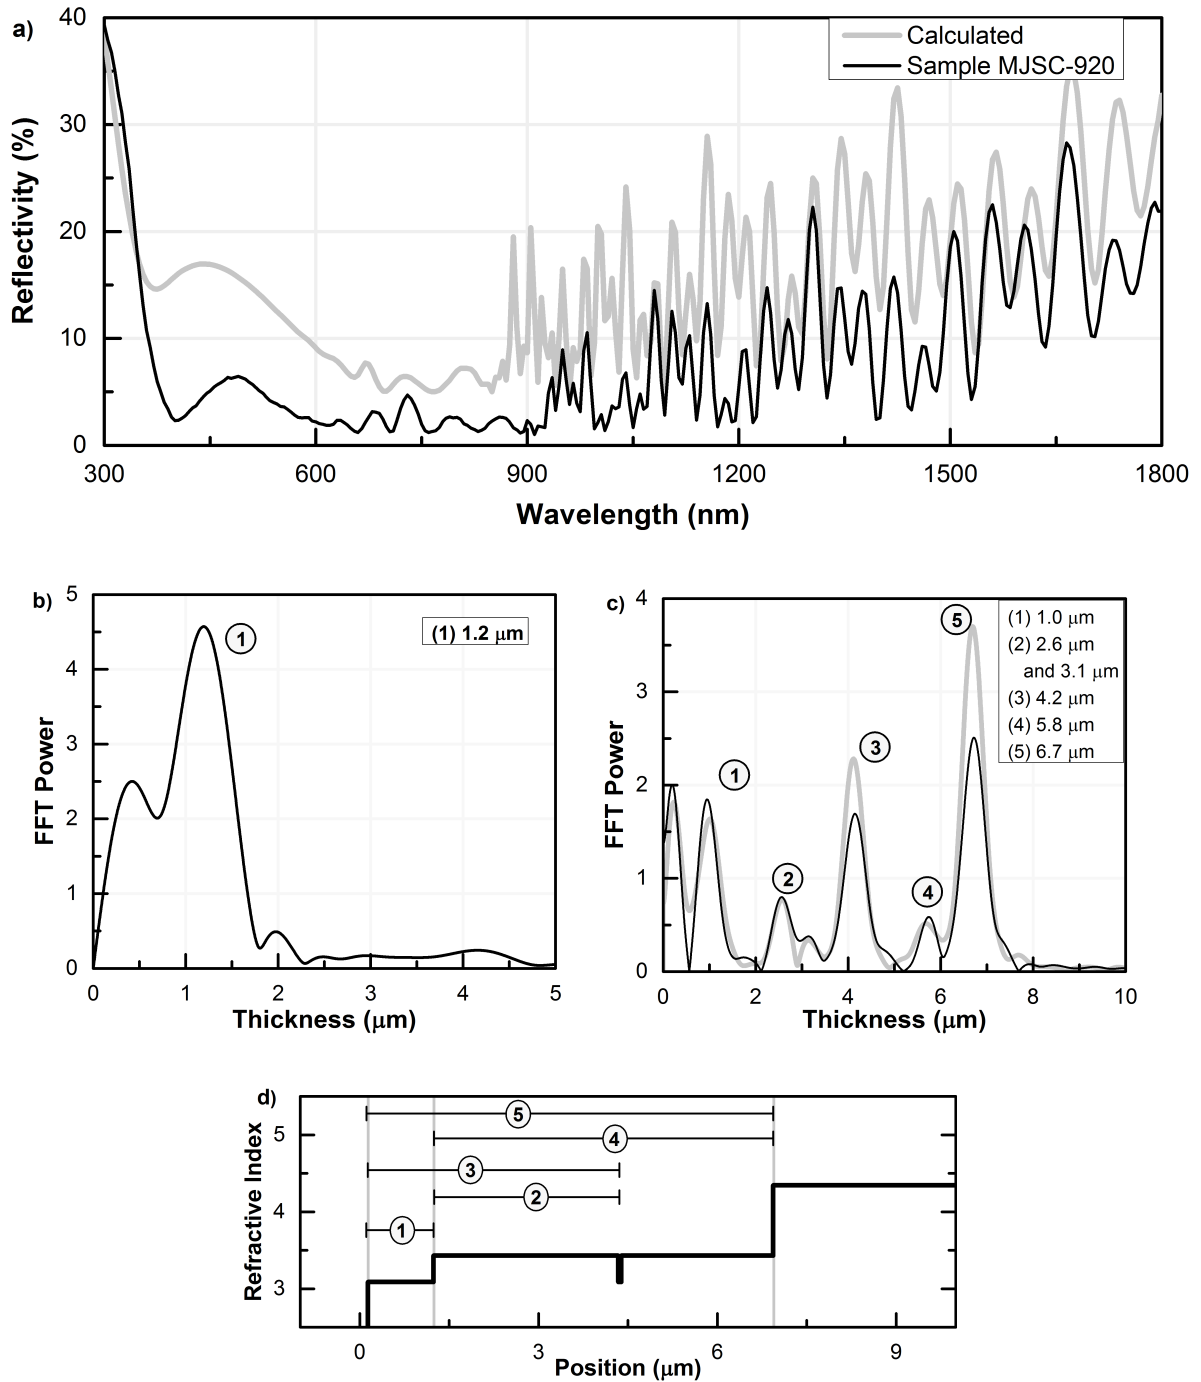 a)
Reflectivity (%)
40
30
20
10
0
Calculated
Sample MJSC-920
300 600 900 1200 1500 1800
Wavelength (nm)
b)
FFT Power
5
4
3
2
1
0
1
(1) 1.2 μm
0 1 2 3 4 5
Thickness (μm)
c)
FFT Power
4
3
2
1
0
1
2
3
4
5
(1) 1.0 μm
(2) 2.6 μm
and 3.1 μm
(3) 4.2 μm
(4) 5.8 μm
(5) 6.7 μm
0 2 4 6 8 10
Thickness (μm)
d)
Refractive Index
5
4
3
5
4
3
2
1
0 3 6 9
Position (μm)